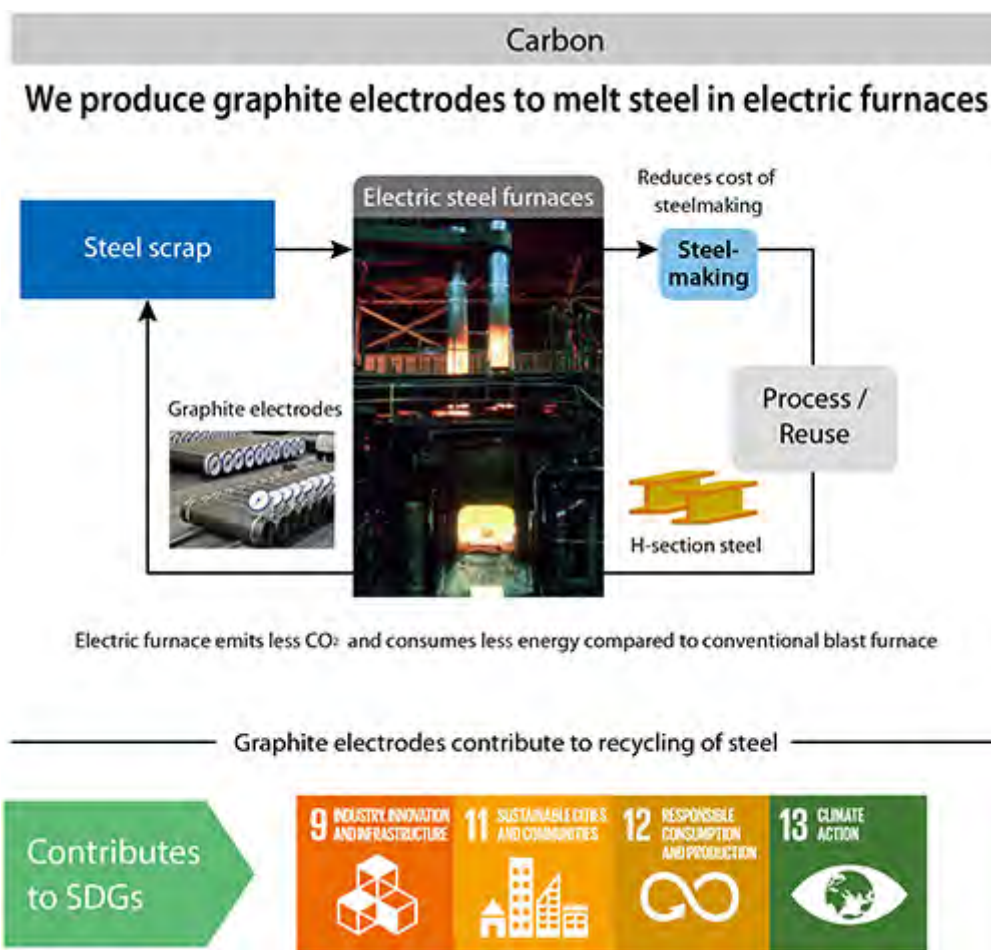 Carbon
We produce graphite electrodes to melt steel in electric furnaces
Steel scrap
Electric steel furnaces
Reduces cost of
steelmaking
Steel-
making
Graphite electrodes
Process /
Reuse
H-section steel
Electric furnace emits less CO2 and consumes less energy compared to conventional blast furnace
Graphite electrodes contribute to recycling of steel
Contributes
to SDGs
9 INDUSTRY, INNOVATION
AND INFRASTRUCTURE
11 SUSTAINABLE CITIES
AND COMMUNITIES
12 RESPONSIBLE
CONSUMPTION
AND PRODUCTION
13 CLIMATE
ACTION